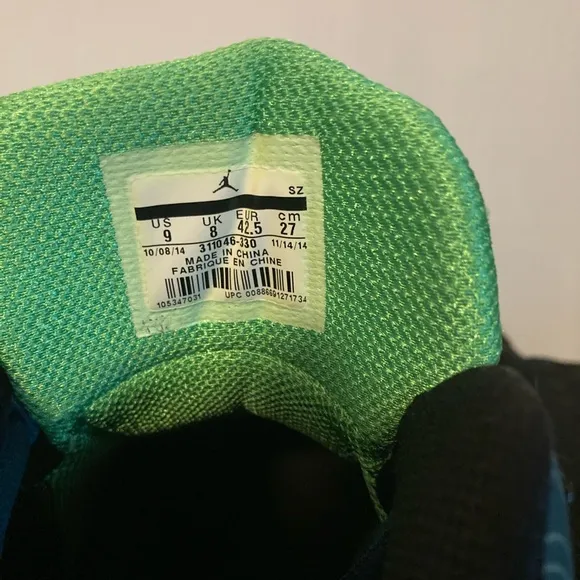 SZ
US UK EUR cm
9 8 42.5 27
10/08/14 311046-330 11/14/14
MADE IN CHINA
FABRIQUE EN CHINE
105347031 UPC 00886691271734